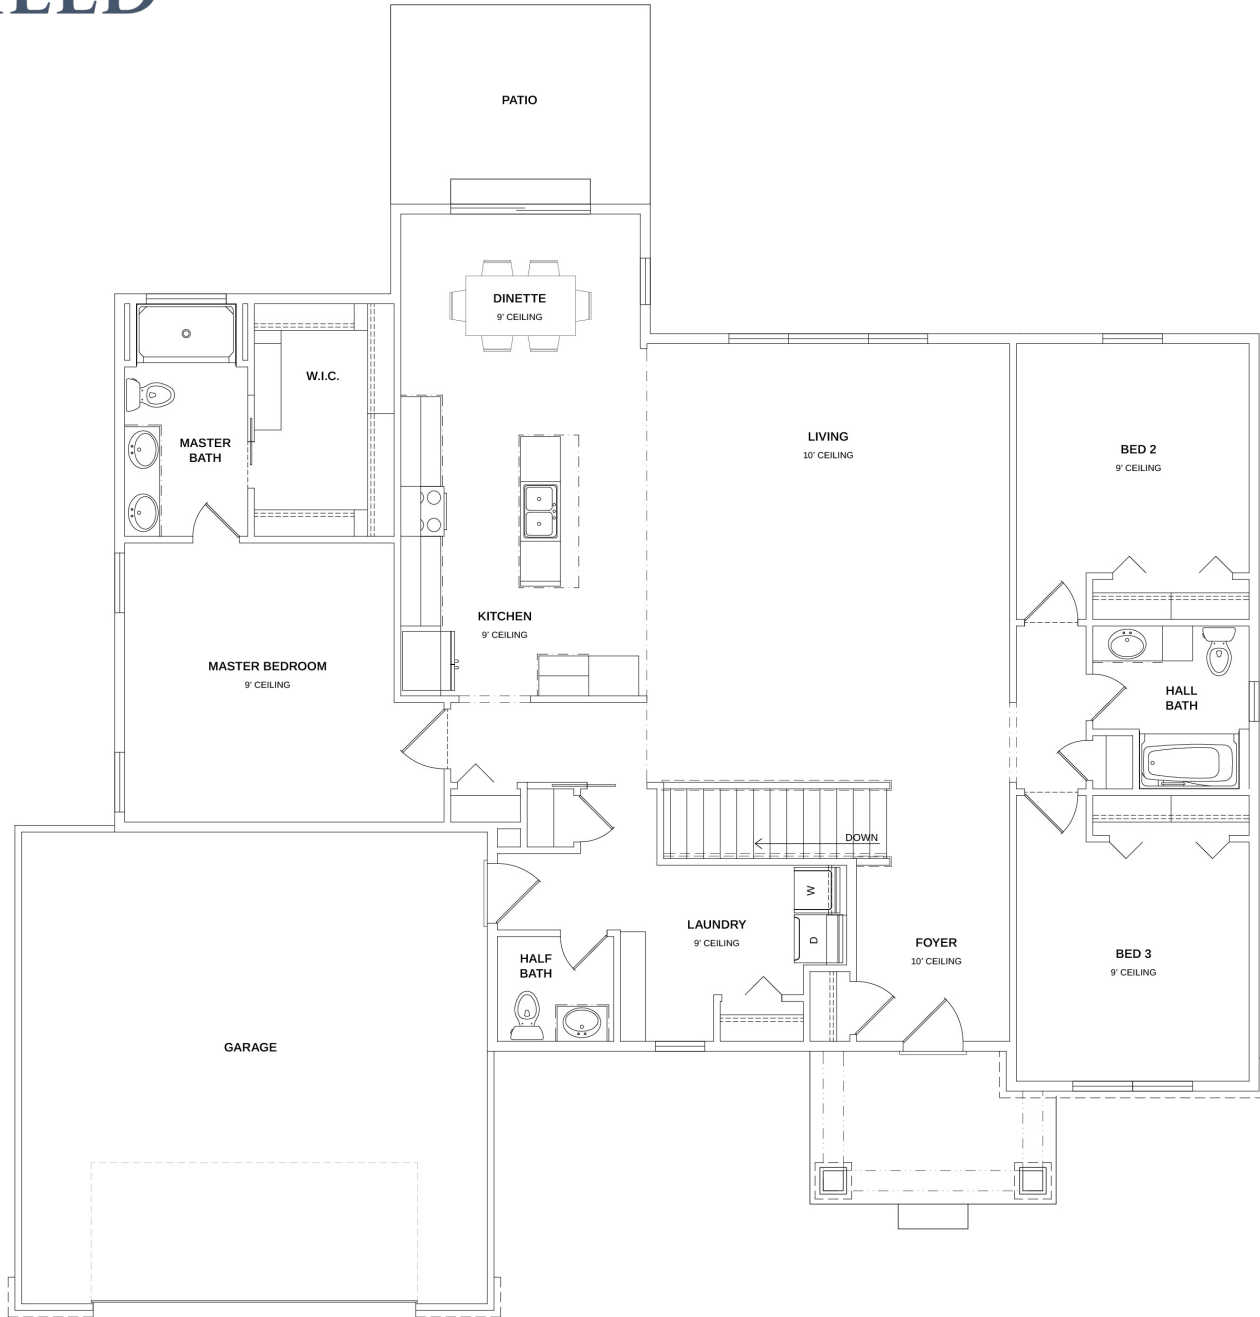 PATIO
DINETTE
9' CEILING
W.I.C.
MASTER
BATH
LIVING
10' CEILING
BED 2
9' CEILING
KITCHEN
9' CEILING
MASTER BEDROOM
9' CEILING
HALL
BATH
DOWN
W
D
LAUNDRY
9' CEILING
FOYER
10' CEILING
BED 3
9' CEILING
HALF
BATH
GARAGE